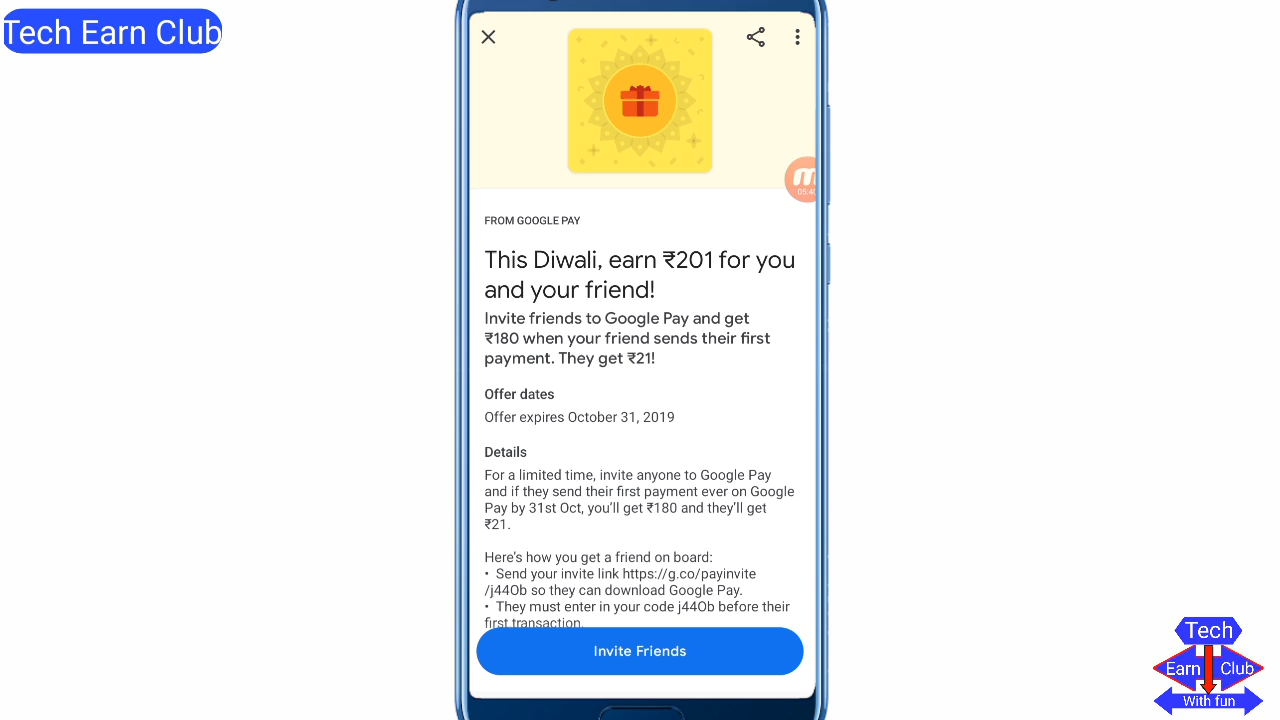 Tech Earn Club
FROM GOOGLE PAY
This Diwali, earn ₹201 for you
and your friend!
Invite friends to Google Pay and get
₹180 when your friend sends their first
payment. They get ₹21!
Offer dates
Offer expires October 31, 2019
Details
For a limited time, invite anyone to Google Pay
and if they send their first payment ever on Google
Pay by 31st Oct, you'll get ₹180 and they'll get
₹21.
Here's how you get a friend on board:
• Send your invite link https://g.co/payinvite
/j44Ob so they can download Google Pay.
• They must enter in your code j44Ob before their
first transaction.
Invite Friends
Tech
Earn Club
With fun